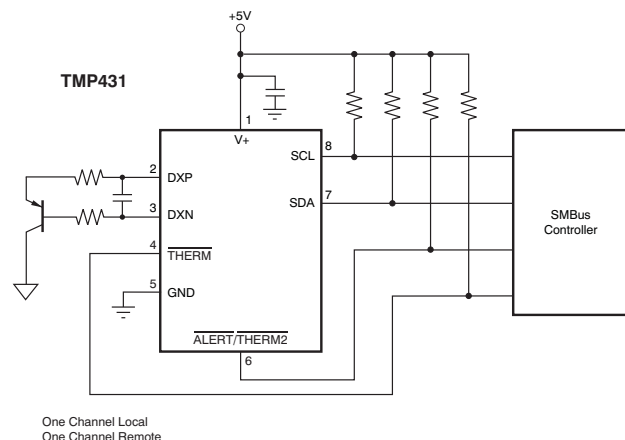 +5V
TMP431
1
V+
8
SCL
2
DXP
7
SDA
3
DXN
SMBus
Controller
4
THERM
5
GND
ALERT/THERM2
6
One Channel Local
One Channel Remote